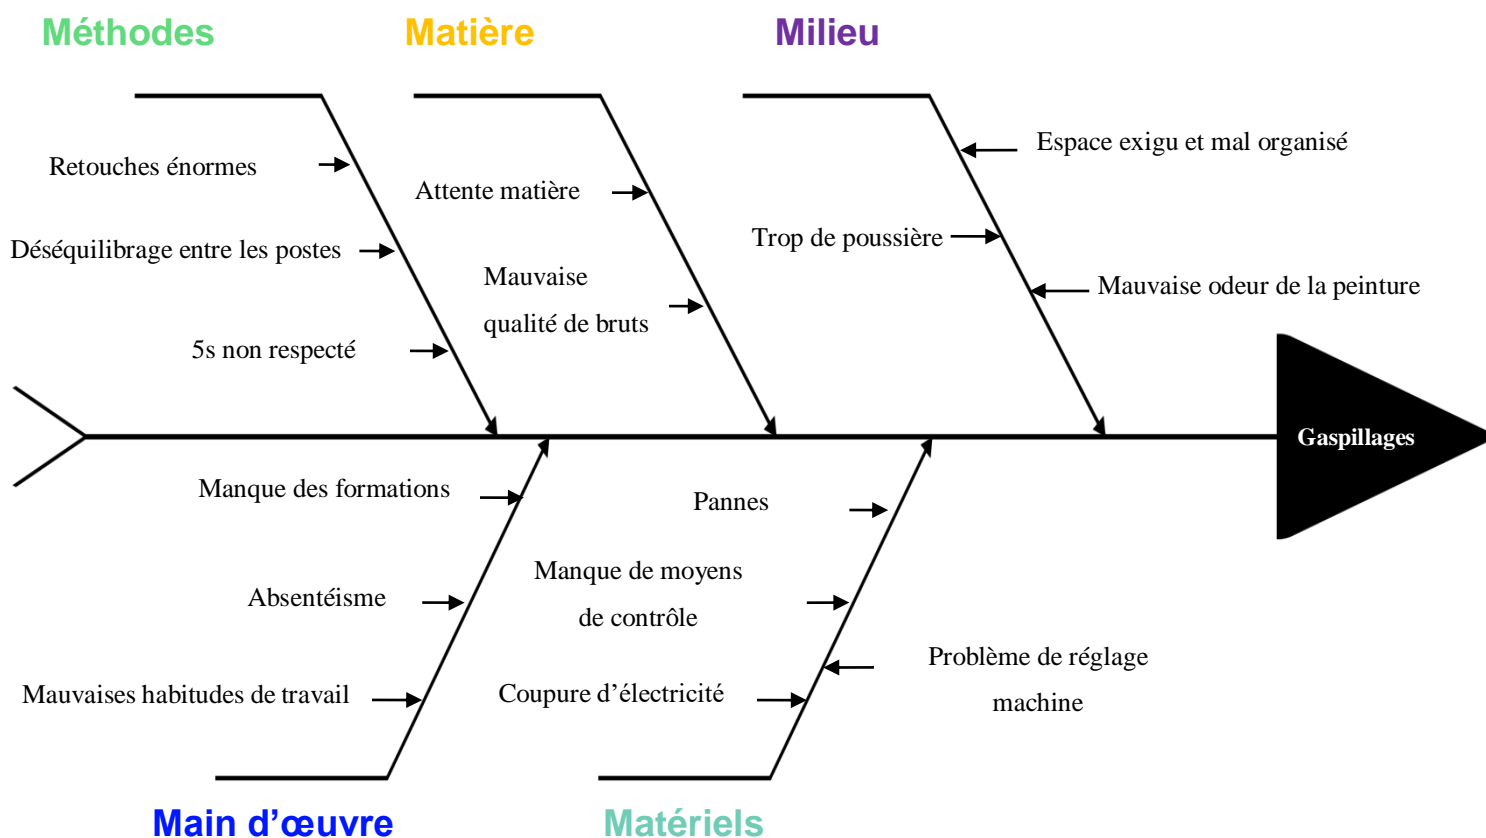 Méthodes
Matière
Milieu
Espace exigu et mal organisé
Retouches énormes
Attente matière
Trop de poussière
Déséquilibrage entre les postes
Mauvaise
qualité de bruts
Mauvaise odeur de la peinture
5s non respecté
Gaspillages
Manque des formations
Pannes
Manque de moyens
de contrôle
Absentéisme
Problème de réglage
machine
Mauvaises habitudes de travail
Coupure d’électricité
Main d’œuvre
Matériels